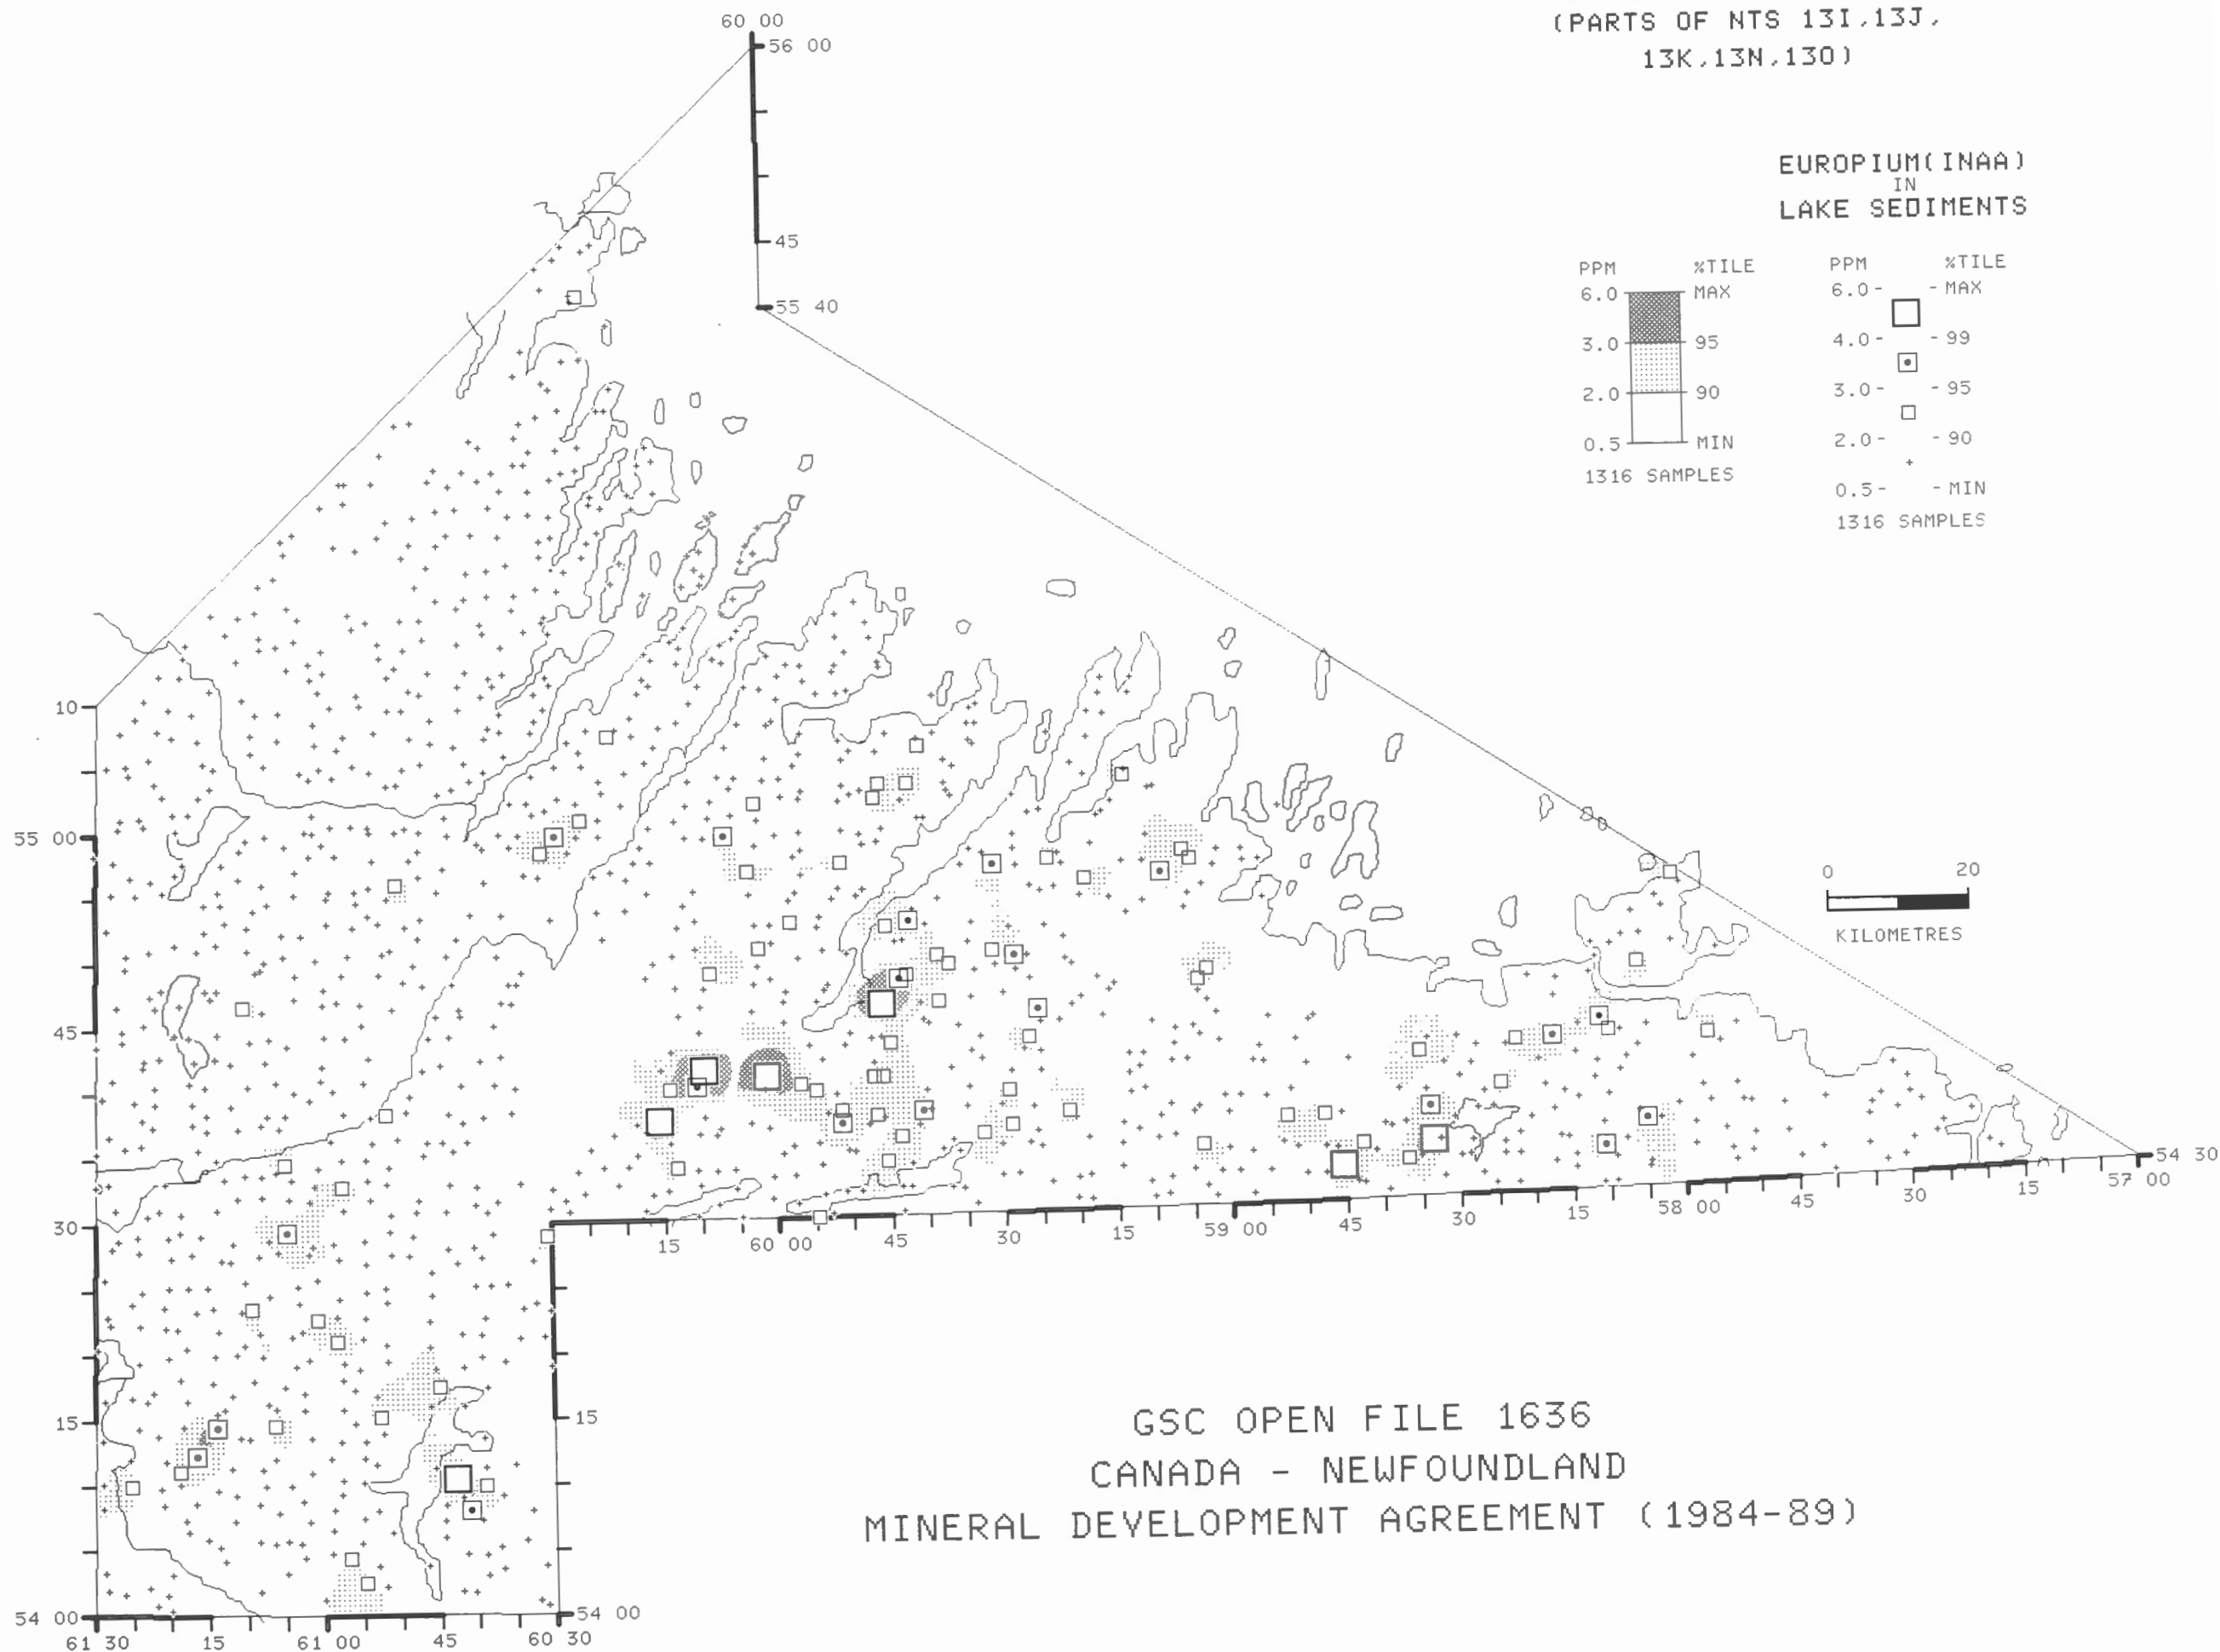 60 00
56 00
(PARTS OF NTS 13I,13J,
13K,13N,13O)
EUROPIUM(INAA)
IN
LAKE SEDIMENTS
45
55 40
PPM %TILE
6.0 MAX
3.0 95
2.0 90
0.5 MIN
1316 SAMPLES
PPM %TILE
6.0- -MAX
4.0- -99
3.0- -95
2.0- -90
0.5- -MIN
1316 SAMPLES
10
55 00
0 20
KILOMETRES
45
30
54 30
15 60 00 45 30 15 59 00 45 30 15 58 00 45 30 15 57 00
15
15
GSC OPEN FILE 1636
CANADA - NEWFOUNDLAND
MINERAL DEVELOPMENT AGREEMENT (1984-89)
54 00
54 00
61 30 15 61 00 45 60 30